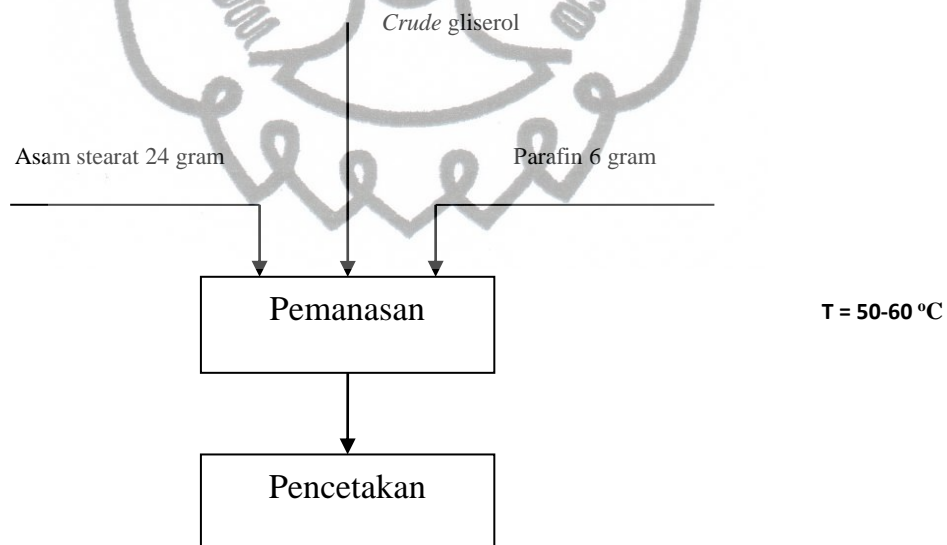 Crude gliserol
Asam stearat 24 gram
Parafin 6 gram
Pemanasan
T = 50-60 ºC
Pencetakan